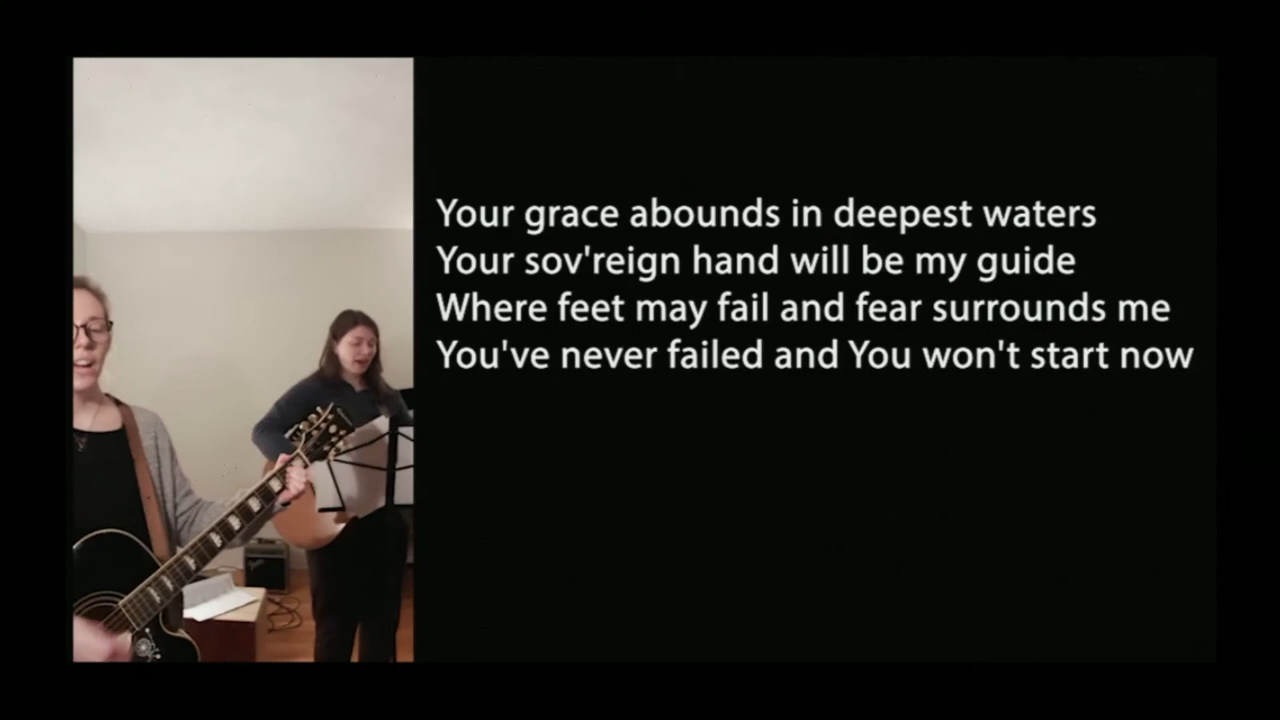 Your grace abounds in deepest waters
Your sov'reign hand will be my guide
Where feet may fail and fear surrounds me
You've never failed and You won't start now
Fender